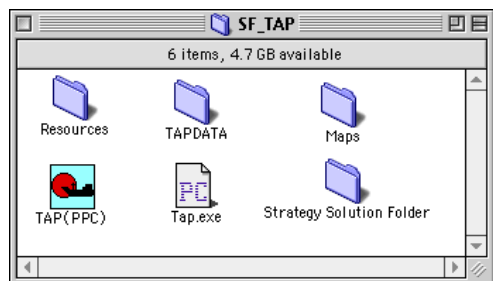 SF_TAP
6 items, 4.7 GB available
Resources
TAPDATA
Maps
TAP(PPC)
PC
Tap.exe
Strategy Solution Folder